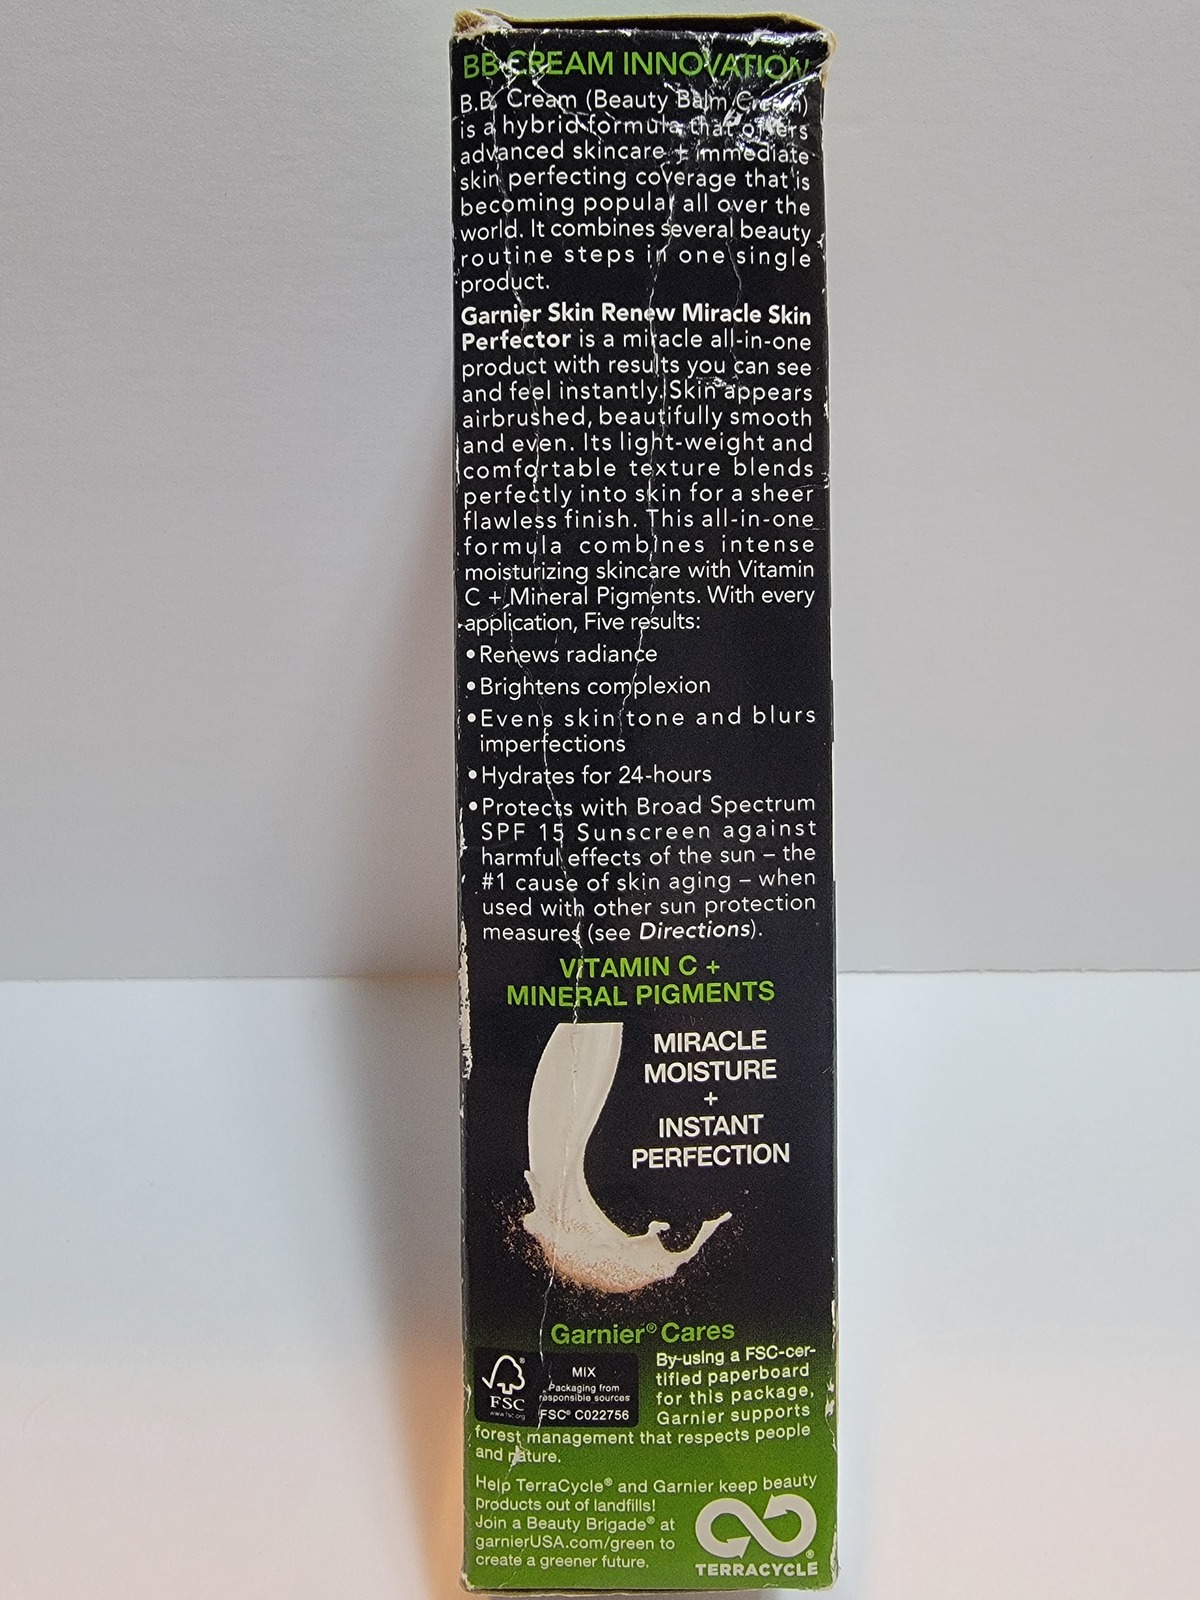 BB CREAM INNOVATION
B.B. Cream (Beauty Balm Cream)
is a hybrid formula that offers
advanced skincare + immediate
skin perfecting coverage that is
becoming popular all over the
world. It combines several beauty
routine steps in one single
product.
Garnier Skin Renew Miracle Skin
Perfector is a miracle all-in-one
product with results you can see
and feel instantly. Skin appears
airbrushed, beautifully smooth
and even. Its light-weight and
comfortable texture blends
perfectly into skin for a sheer
flawless finish. This all-in-one
formula combines intense
moisturizing skincare with Vitamin
C + Mineral Pigments. With every
application, Five results:
• Renews radiance
• Brightens complexion
• Evens skin tone and blurs
imperfections
• Hydrates for 24-hours
• Protects with Broad Spectrum
SPF 15 Sunscreen against
harmful effects of the sun – the
#1 cause of skin aging – when
used with other sun protection
measures (see Directions).
VITAMIN C +
MINERAL PIGMENTS
MIRACLE
MOISTURE
+
INSTANT
PERFECTION
Garnier® Cares
FSC
www.fsc.org
MIX
Packaging from
responsible sources
FSC® C022756
By using a FSC-cer-
tified paperboard
for this package,
Garnier supports
forest management that respects people
and nature.
Help TerraCycle® and Garnier keep beauty
products out of landfills!
Join a Beauty Brigade® at
garnierUSA.com/green to
create a greener future.
TERRACYCLE®